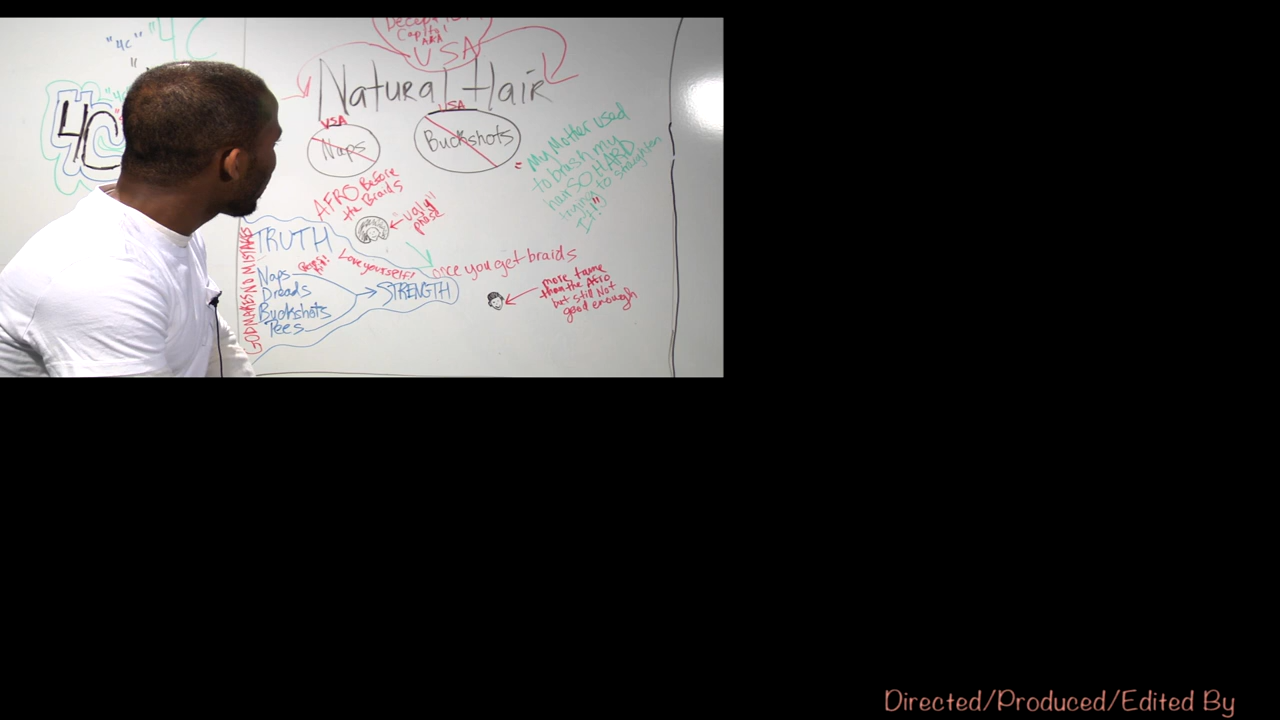 "4C"
"4C"
4C
Capitol
AKA
USA
Natural Hair
USA
USA
Naps
Buckshots
= My Mother used
to brush my
hair SO HARD
trying to straighten
It!"
AFRO Before
the Braids
"ugly"
phase
TRUTH
Love yourself!
GOD MAKES NO MISTAKES
Naps
Dreads
Buckshots
Tees
STRENGTH
once you get braids
more tame
than the Afro
but still Not
good enough
Directed/Produced/Edited By